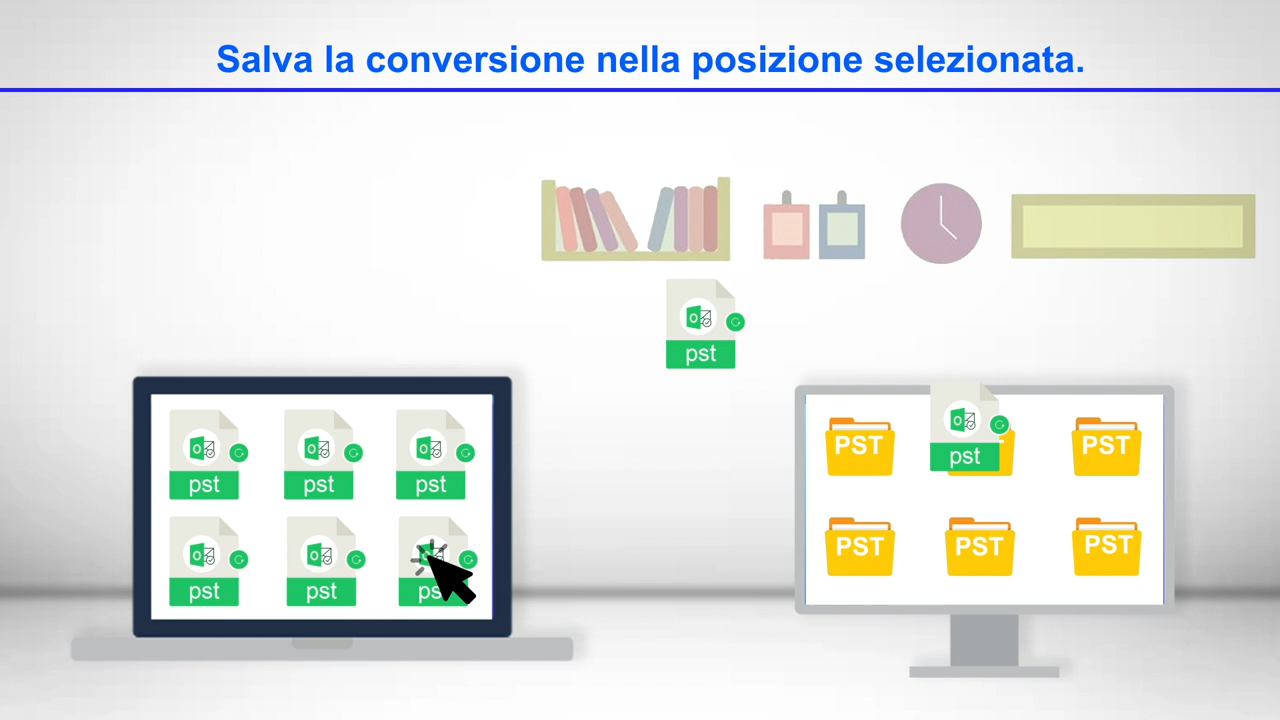 Salva la conversione nella posizione selezionata.
pst
pst
pst pst pst
pst pst
PST PST
PST PST PST